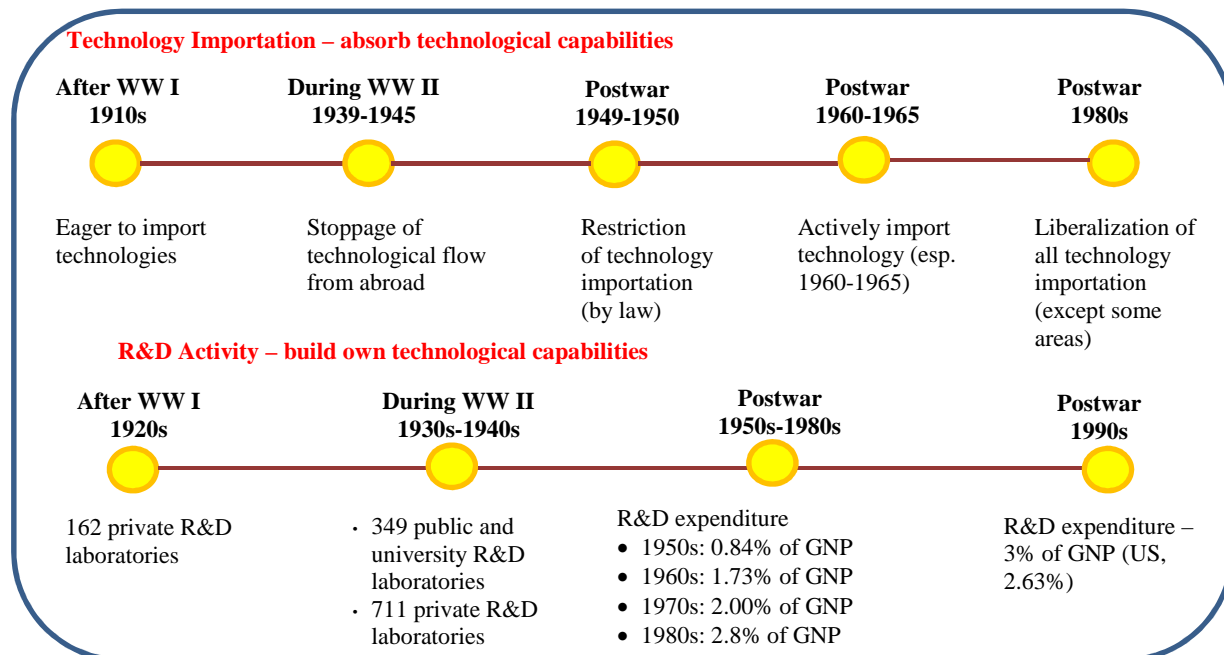 Technology Importation – absorb technological capabilities
After WW I
1910s
During WW II
1939-1945
Postwar
1949-1950
Postwar
1960-1965
Postwar
1980s
Eager to import
technologies
Stoppage of
technological flow
from abroad
Restriction
of technology
importation
(by law)
Actively import
technology (esp.
1960-1965)
Liberalization of
all technology
importation
(except some
areas)
R&D Activity – build own technological capabilities
After WW I
1920s
During WW II
1930s-1940s
Postwar
1950s-1980s
Postwar
1990s
162 private R&D
laboratories
· 349 public and
university R&D
laboratories
· 711 private R&D
laboratories
R&D expenditure
• 1950s: 0.84% of GNP
• 1960s: 1.73% of GNP
• 1970s: 2.00% of GNP
• 1980s: 2.8% of GNP
R&D expenditure –
3% of GNP (US,
2.63%)